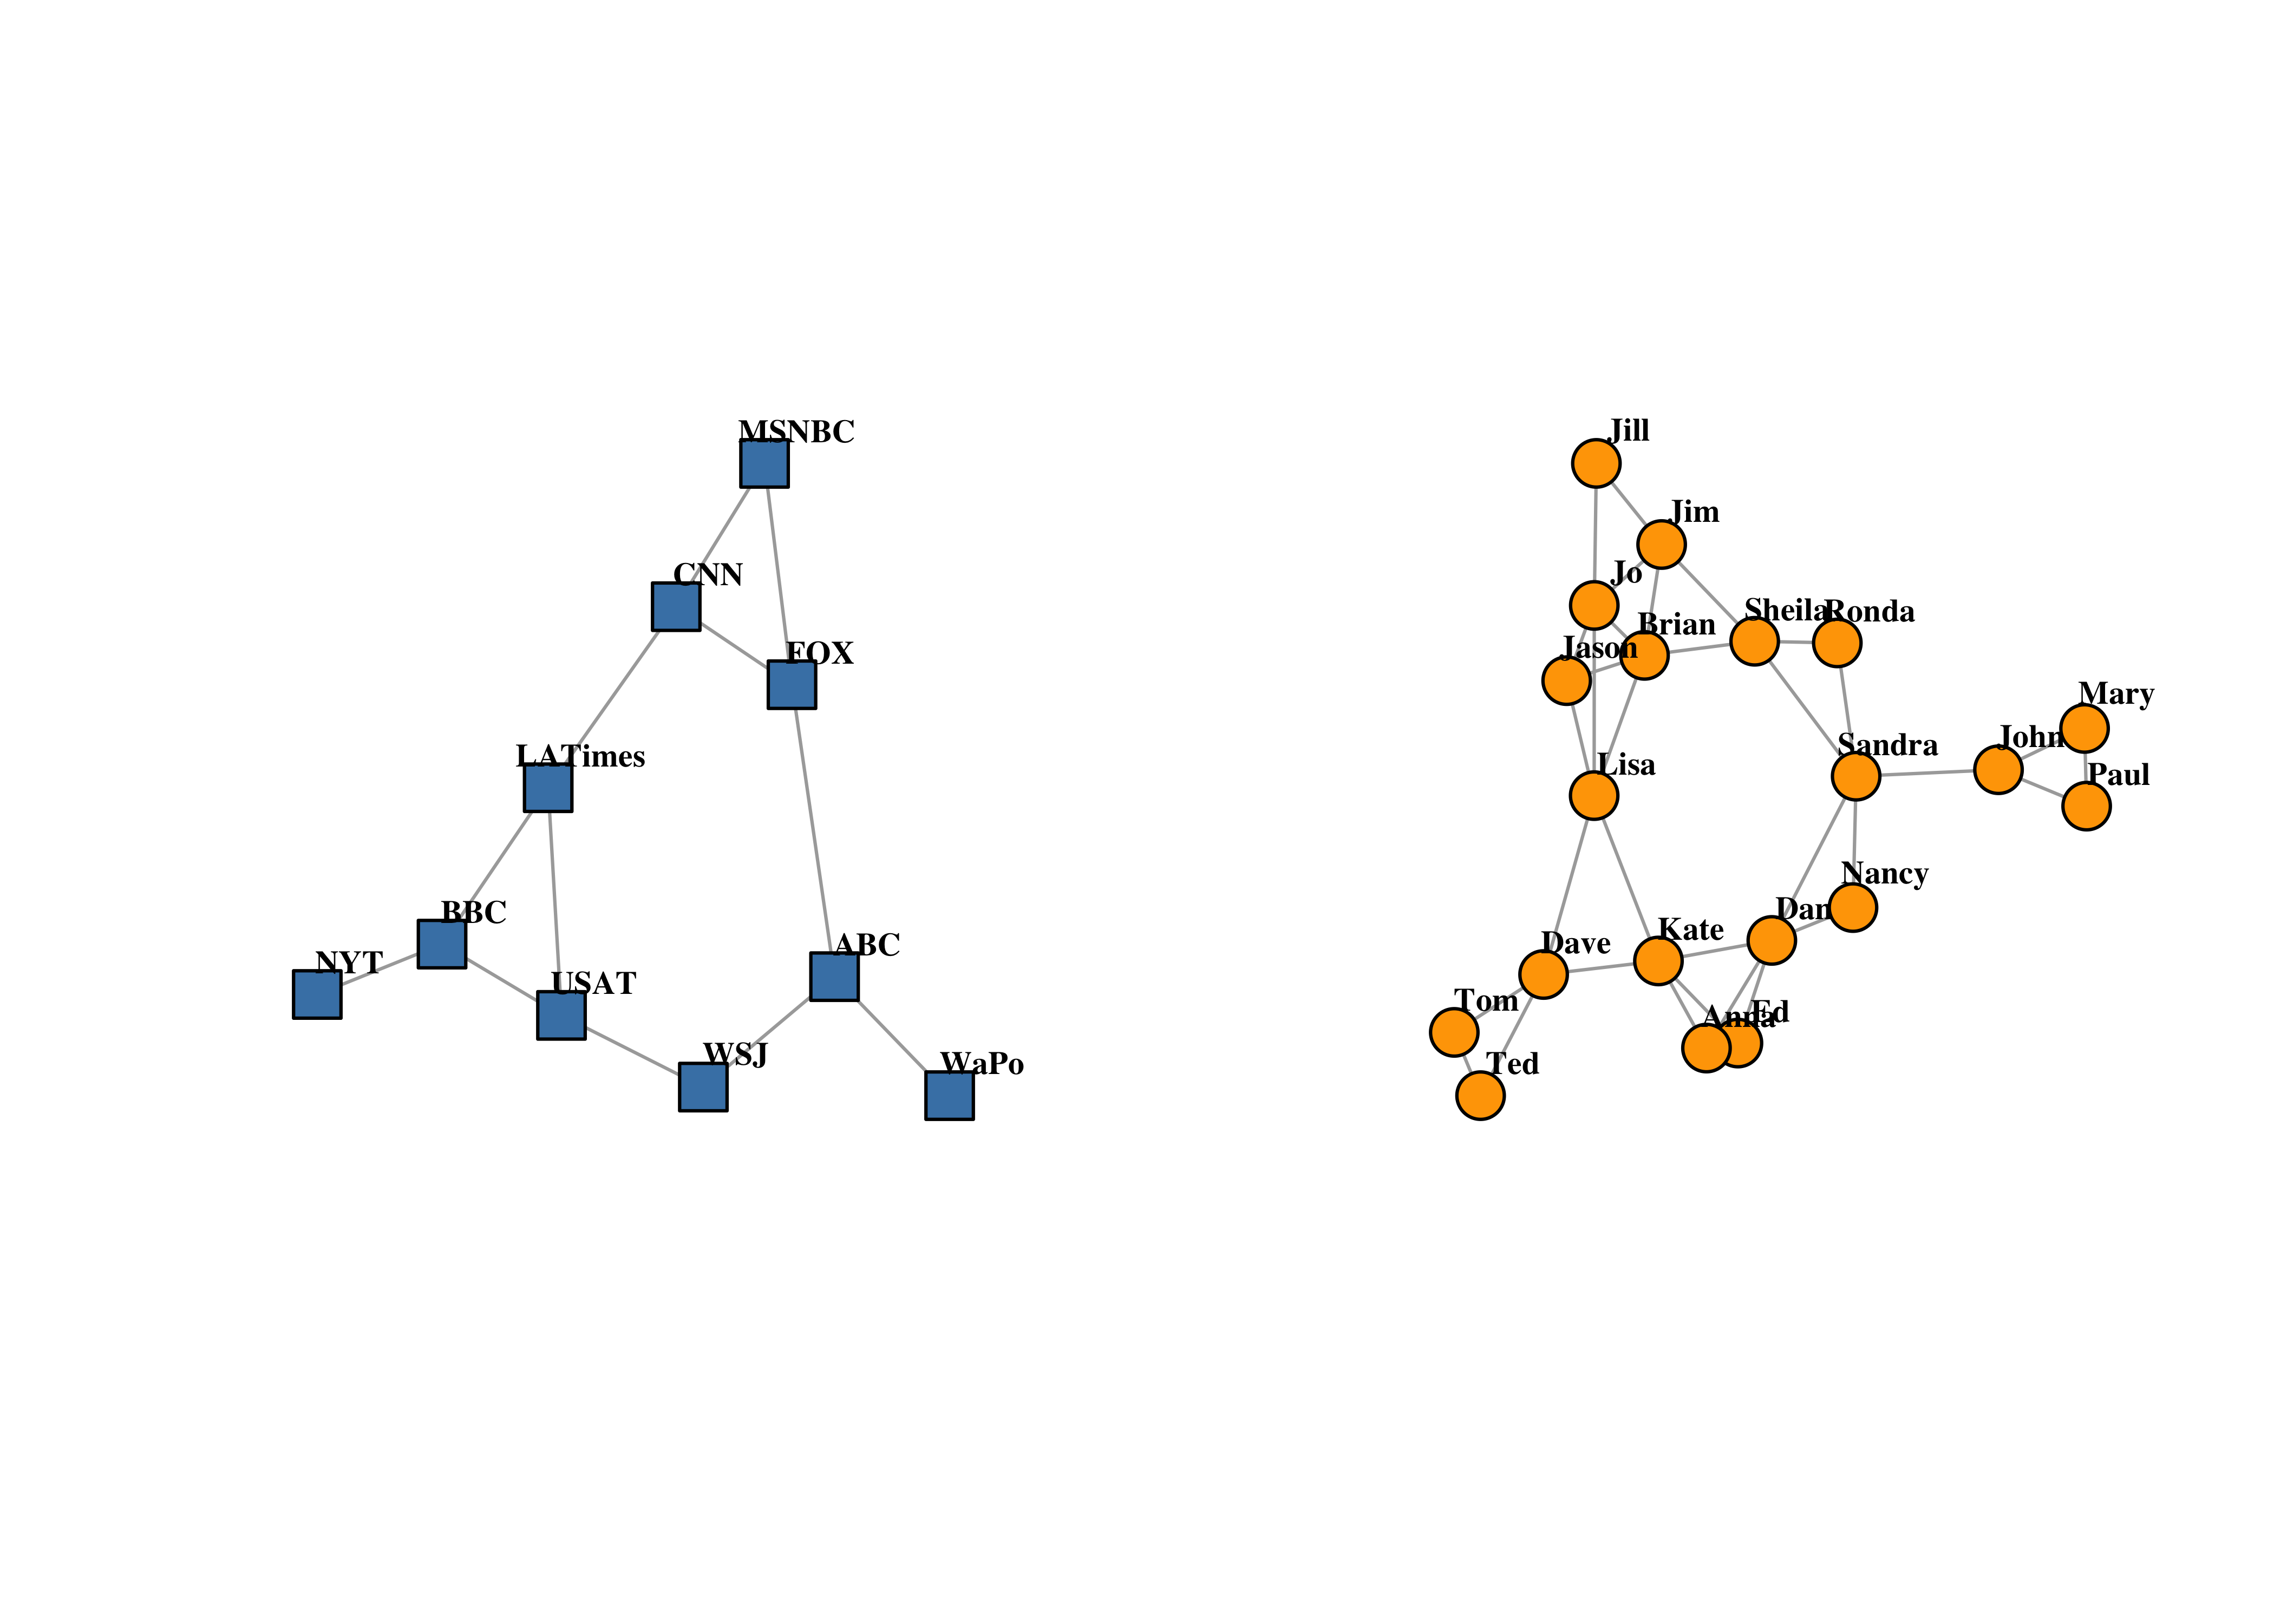 MSNBC
CNN
FOX
LATimes
BBC
ABC
NYT
USAT
WSJ
WaPo
Jill
Jim
Jo
Sheila
Ronda
Brian
Jason
Mary
John
Sandra
Lisa
Paul
Nancy
Dan
Kate
Dave
Tom
Ed
Anna
Ted